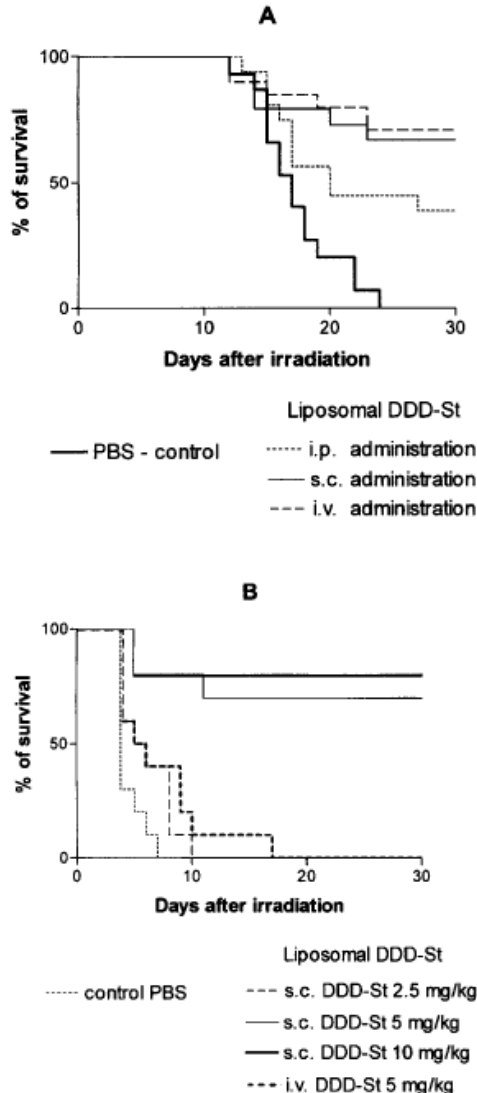 A
100
50
0
% of survival
0 10 20 30
Days after irradiation
Liposomal DDD-St
PBS - control
i.p. administration
s.c. administration
i.v. administration
B
100
50
0
% of survival
0 10 20 30
Days after irradiation
Liposomal DDD-St
control PBS
s.c. DDD-St 2.5 mg/kg
s.c. DDD-St 5 mg/kg
s.c. DDD-St 10 mg/kg
i.v. DDD-St 5 mg/kg